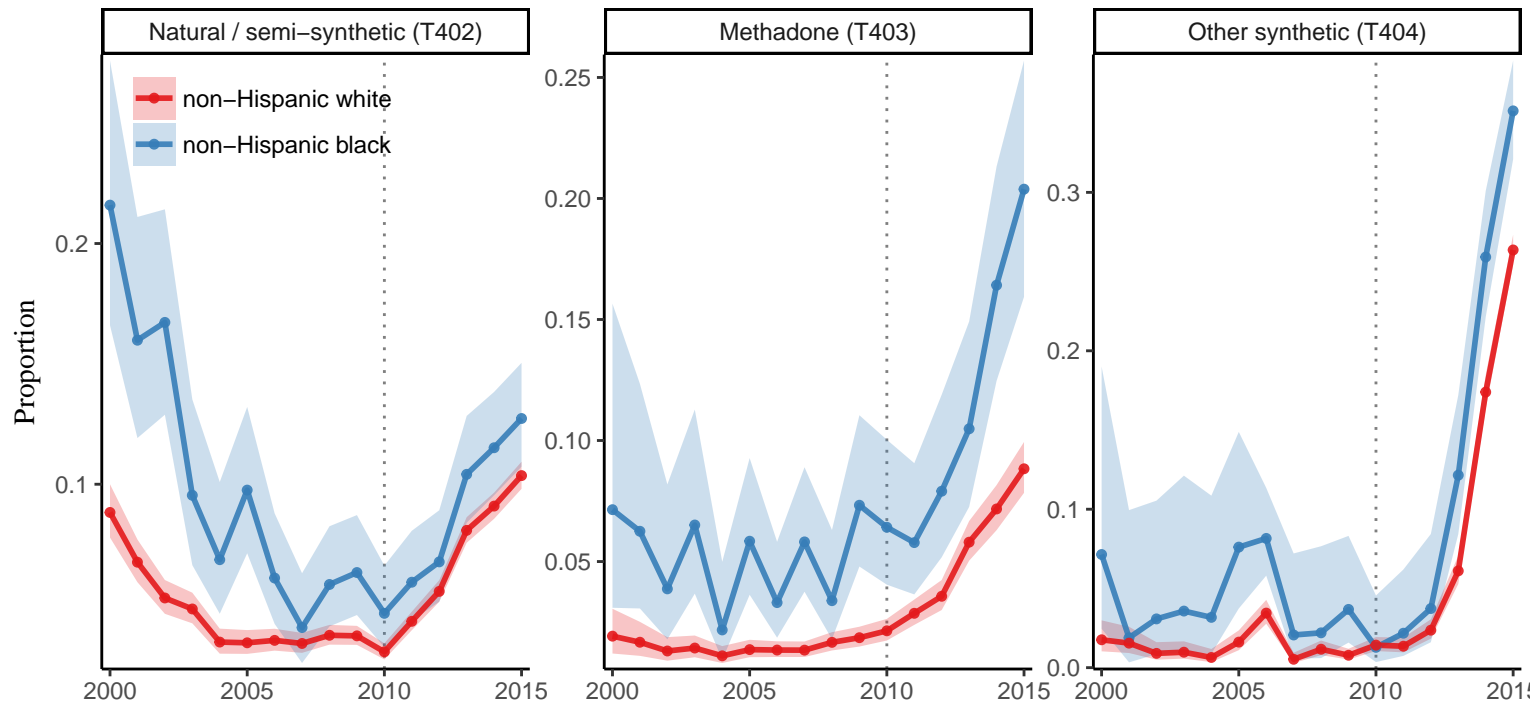 Natural / semi−synthetic (T402)
Methadone (T403)
Other synthetic (T404)
non−Hispanic white
non−Hispanic black
Proportion
0.2
0.1
0.25
0.20
0.15
0.10
0.05
0.3
0.2
0.1
0.0
2000 2005 2010 2015
2000 2005 2010 2015
2000 2005 2010 2015